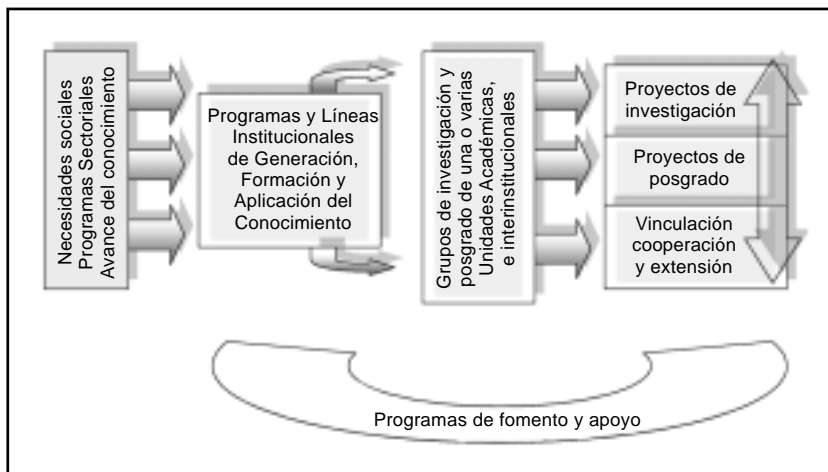 Necesidades sociales
Programas Sectoriales
Avance del conocimiento
Programas y Líneas
Institucionales
de Generación,
Formación y
Aplicación del
Conocimiento
Grupos de investigación y
posgrado de una o varias
Unidades Académicas,
e interinstitucionales
Proyectos de
investigación
Proyectos de
posgrado
Vinculación
cooperación
y extensión
Programas de fomento y apoyo